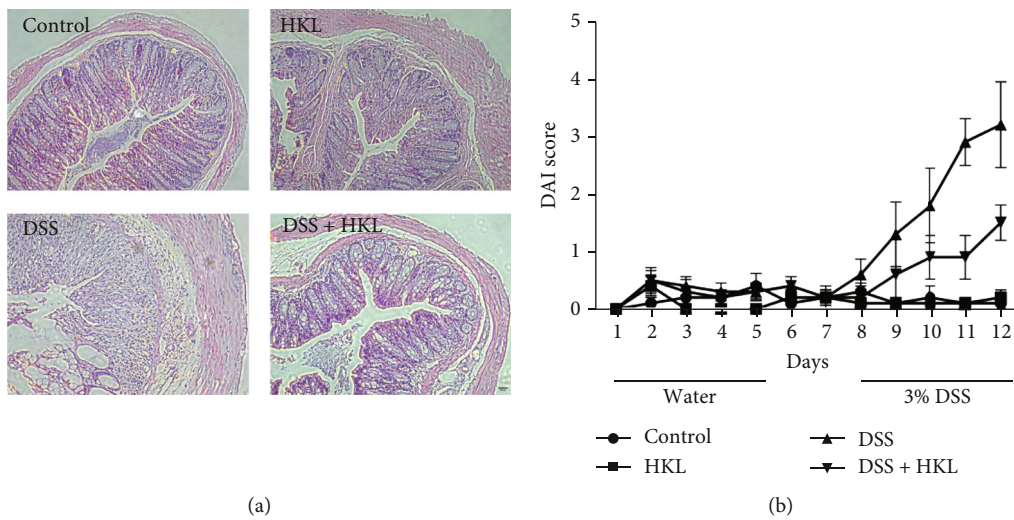 Control
HKL
DSS
DSS + HKL
(a)
DAI score
5
4
3
2
1
0
1 2 3 4 5 6 7 8 9 10 11 12
Days
Water
3% DSS
Control
HKL
DSS
DSS + HKL
(b)